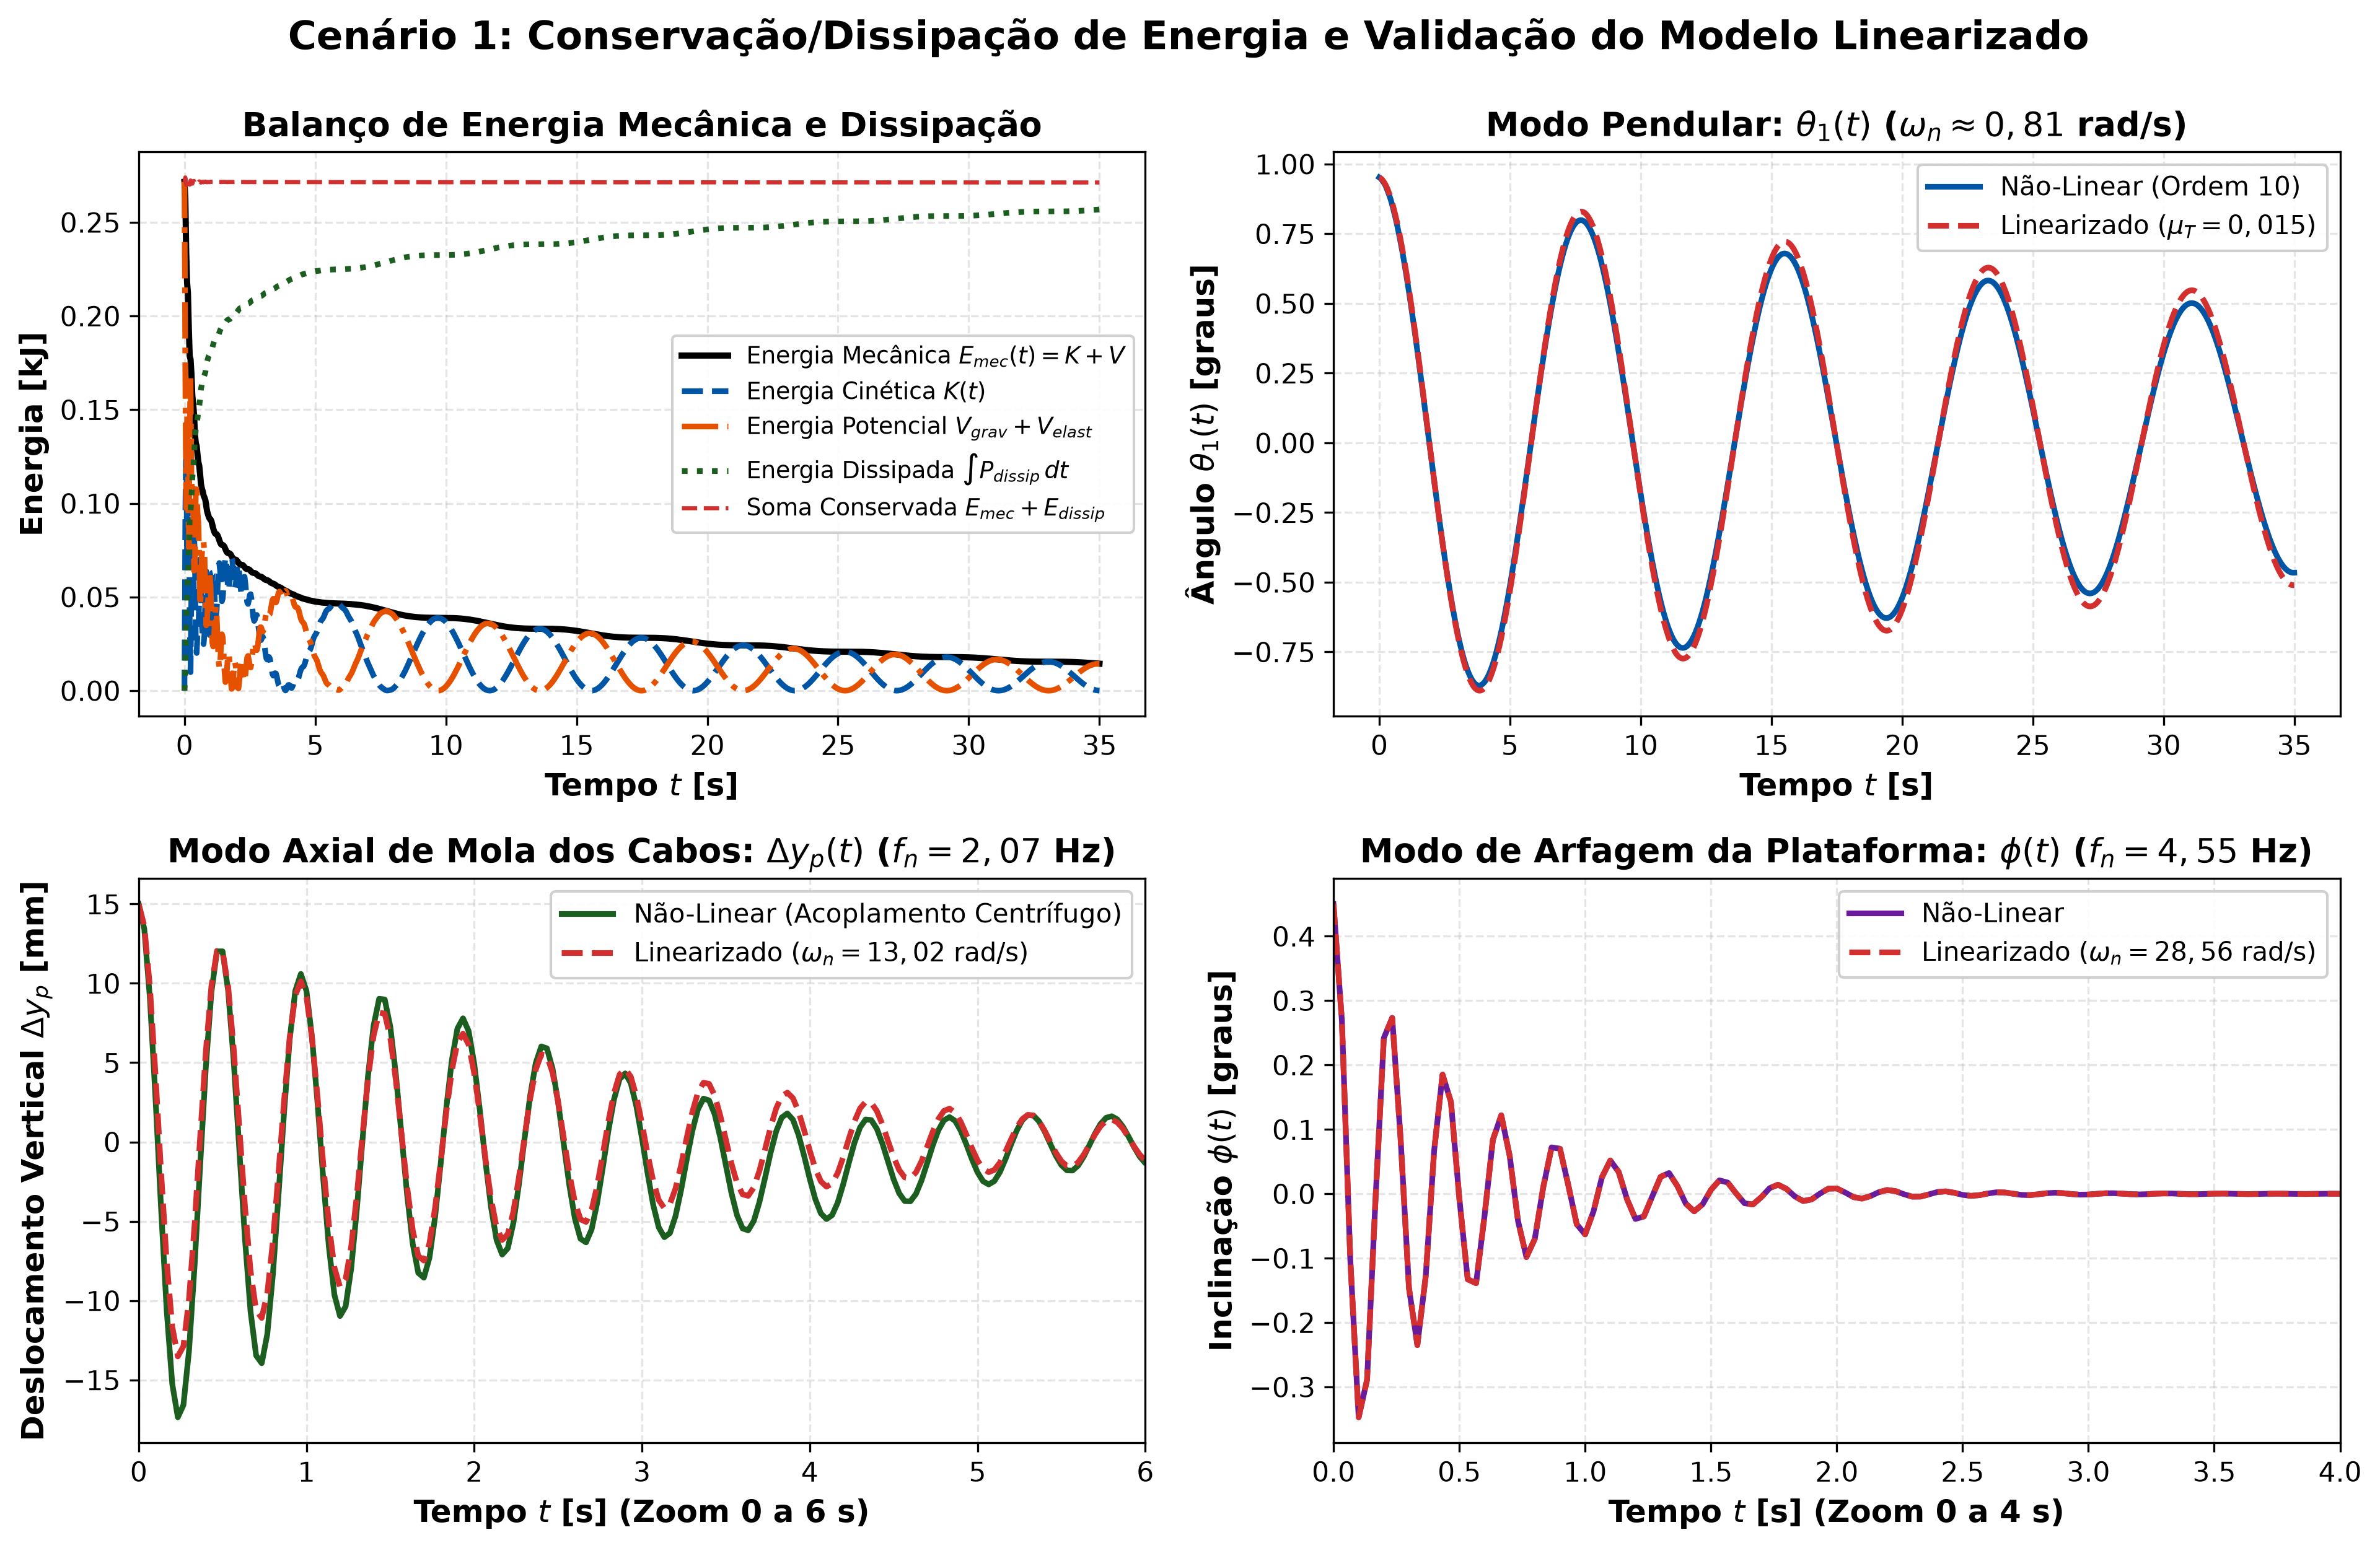 Cenário 1: Conservação/Dissipação de Energia e Validação do Modelo Linearizado
Balanço de Energia Mecânica e Dissipação
Energia [kJ]
0.25
0.20
0.15
0.10
0.05
0.00
Energia Mecânica E_mec(t) = K + V
Energia Cinética K(t)
Energia Potencial V_grav + V_elast
Energia Dissipada ∫P_dissip dt
Soma Conservada E_mec + E_dissip
0 5 10 15 20 25 30 35
Tempo t [s]
Modo Pendular: θ₁(t) (ωₙ ≈ 0, 81 rad/s)
Ângulo θ₁(t) [graus]
1.00
0.75
0.50
0.25
0.00
−0.25
−0.50
−0.75
Não-Linear (Ordem 10)
Linearizado (μ_T = 0, 015)
0 5 10 15 20 25 30 35
Tempo t [s]
Modo Axial de Mola dos Cabos: Δy_p(t) (fₙ = 2, 07 Hz)
Deslocamento Vertical Δy_p [mm]
15
10
5
0
−5
−10
−15
Não-Linear (Acoplamento Centrífugo)
Linearizado (ωₙ = 13, 02 rad/s)
0 1 2 3 4 5 6
Tempo t [s] (Zoom 0 a 6 s)
Modo de Arfagem da Plataforma: ϕ(t) (fₙ = 4, 55 Hz)
Inclinação ϕ(t) [graus]
0.4
0.3
0.2
0.1
0.0
−0.1
−0.2
−0.3
Não-Linear
Linearizado (ωₙ = 28, 56 rad/s)
0.0 0.5 1.0 1.5 2.0 2.5 3.0 3.5 4.0
Tempo t [s] (Zoom 0 a 4 s)